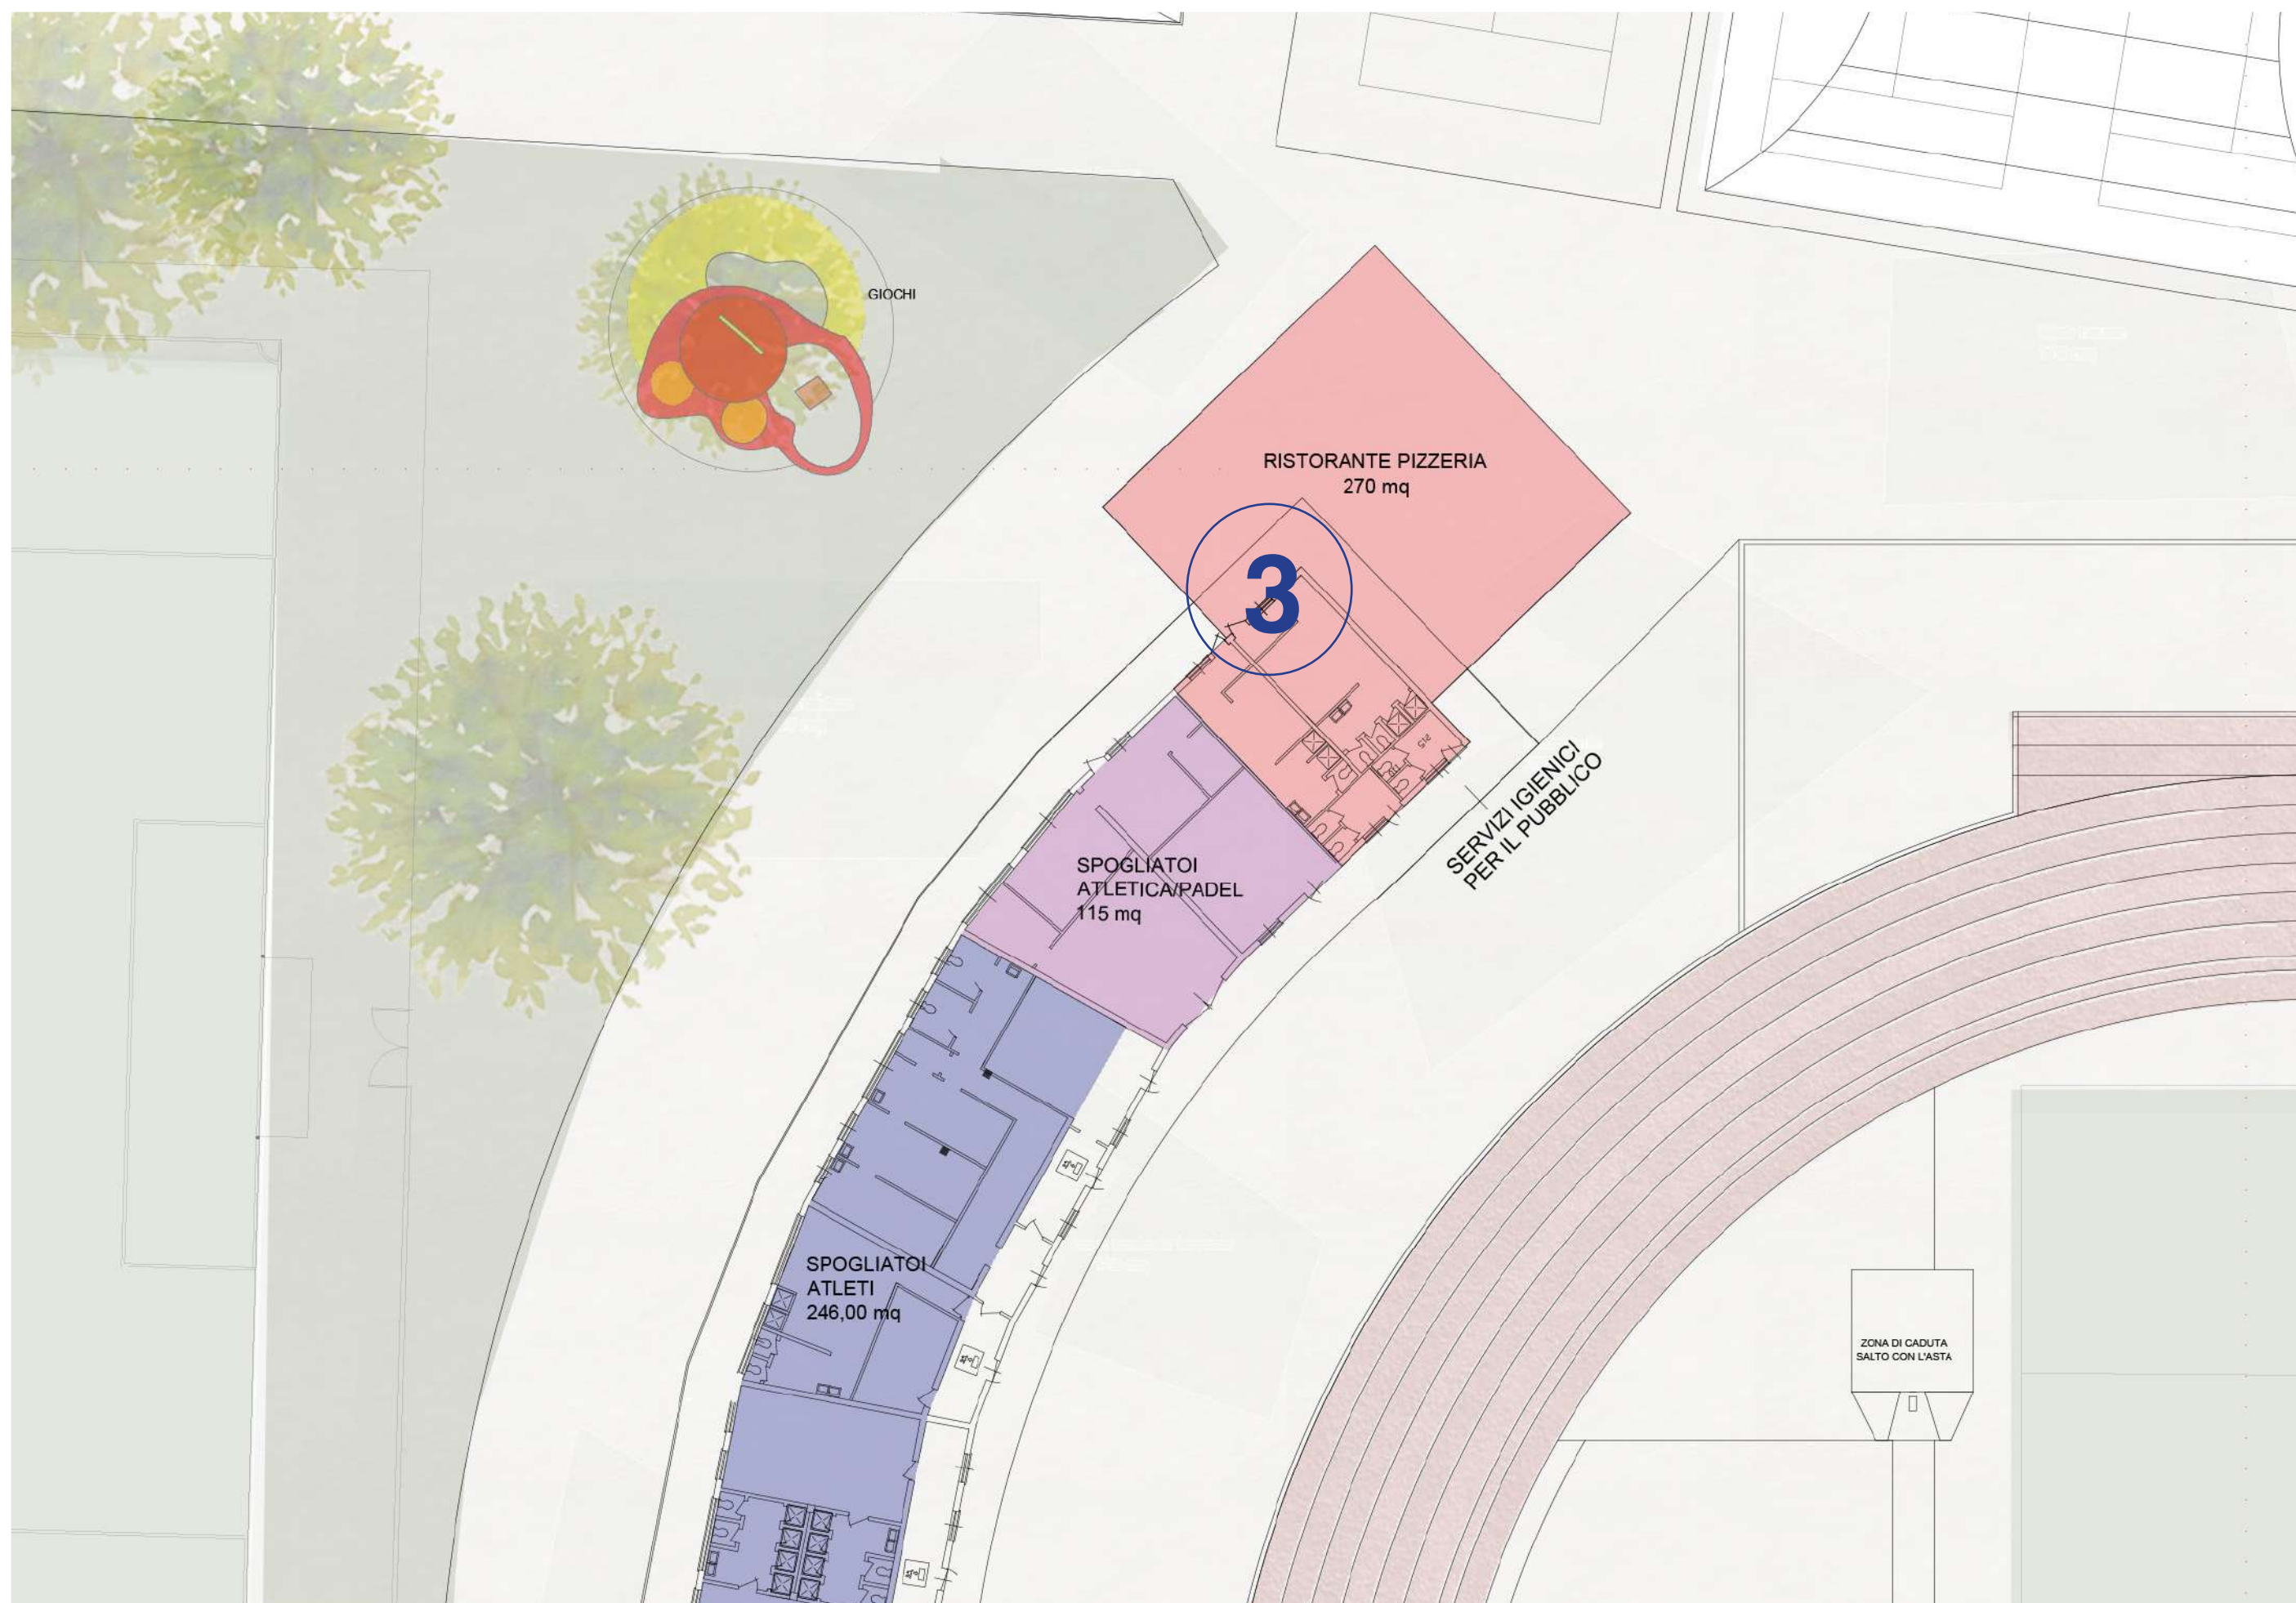 GIOCHI
RISTORANTE PIZZERIA
270 mq
3
SERVIZI IGIENICI
PER IL PUBBLICO
SPOGLIATOI
ATLETICA/PADEL
115 mq
SPOGLIATOI
ATLETI
246,00 mq
ZONA DI CADUTA
SALTO CON L'ASTA